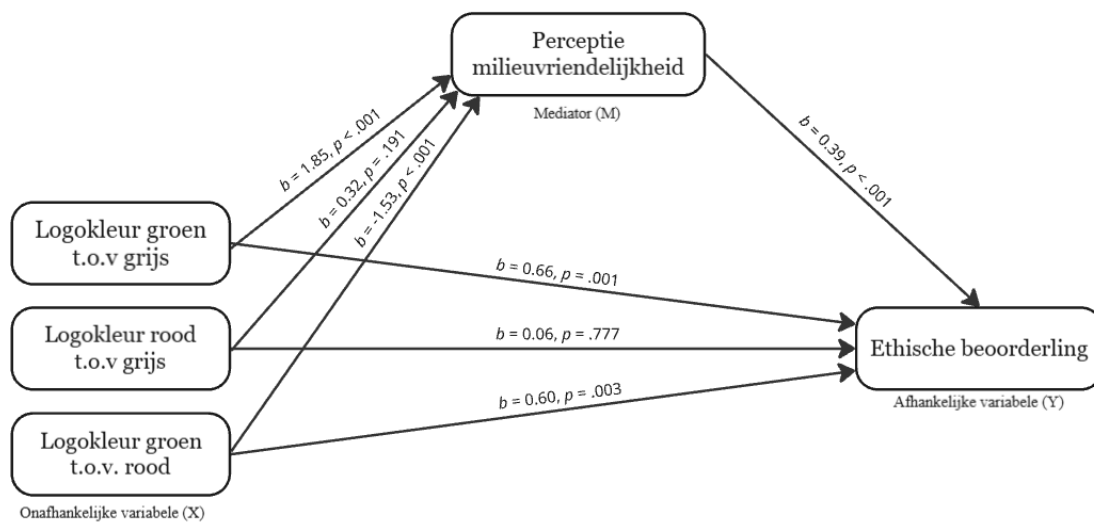 Perceptie
milieuvriendelijkheid
Mediator (M)
b = 1.85, p < .001
b = 0.32, p = .191
b = -1.53, p < .001
b = 0.39, p < .001
Logokleur groen
t.o.v grijs
b = 0.66, p = .001
Logokleur rood
t.o.v grijs
b = 0.06, p = .777
Ethische beoorderling
Afhankelijke variabele (Y)
b = 0.60, p = .003
Logokleur groen
t.o.v. rood
Onafhankelijke variabele (X)